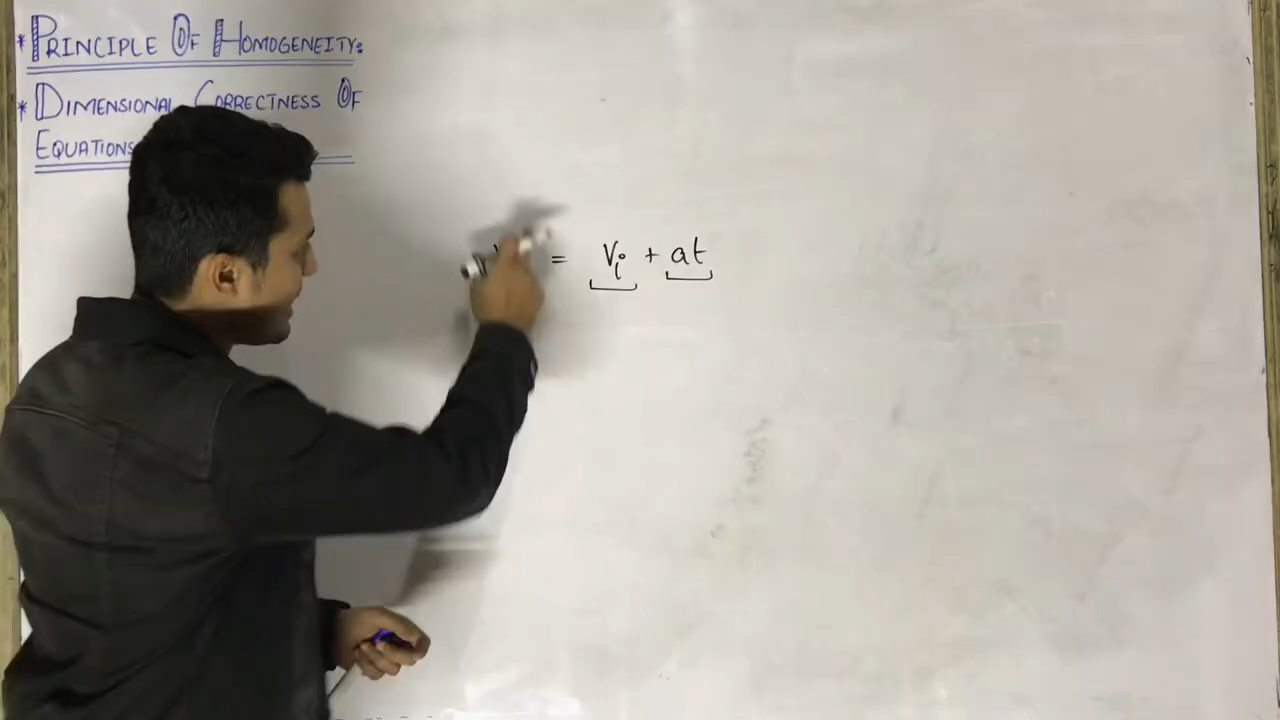 * PRINCIPLE OF HOMOGENEITY:
* DIMENSIONAL CORRECTNESS OF
EQUATIONS
= Vi + at